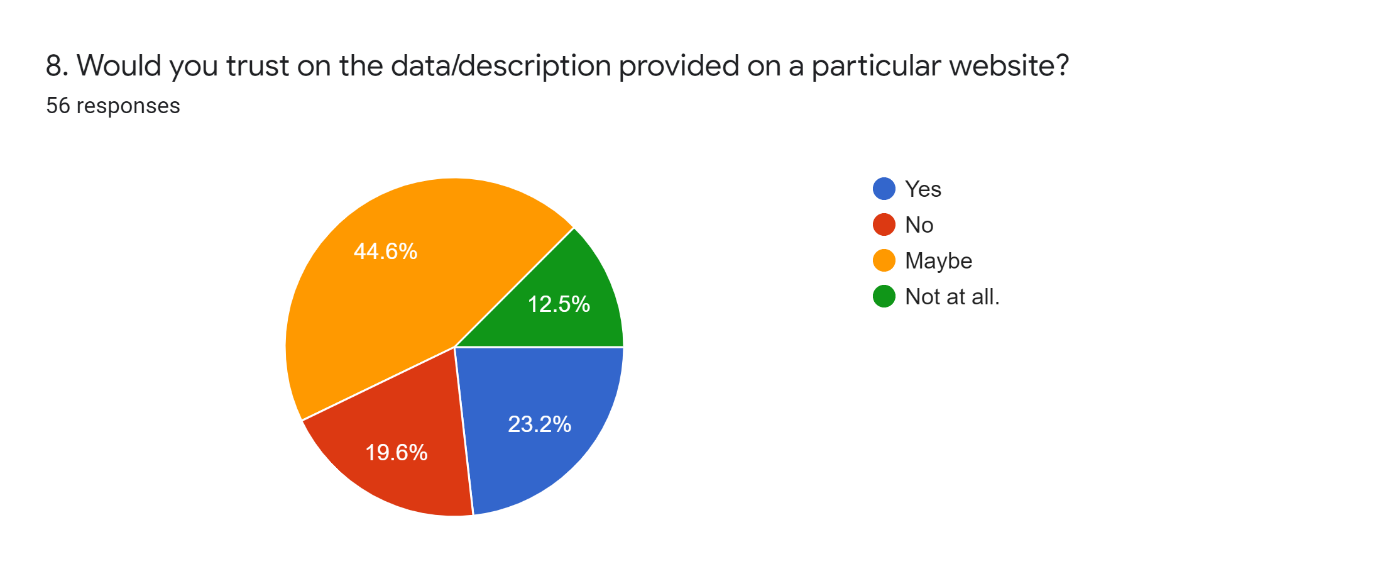 8. Would you trust on the data/description provided on a particular website?
56 responses
44.6%
12.5%
23.2%
19.6%
Yes
No
Maybe
Not at all.